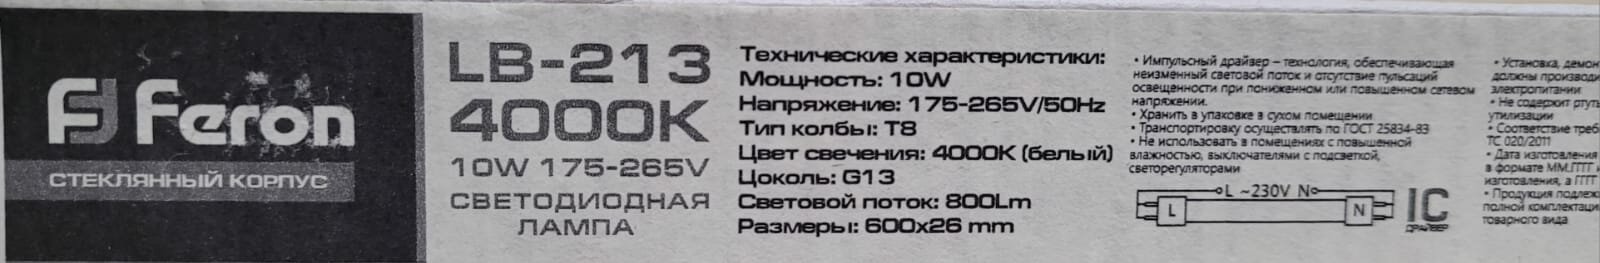 Feron
СТЕКЛЯННЫЙ КОРПУС
LB-213
4000K
10W 175-265V
СВЕТОДИОДНАЯ
ЛАМПА
Технические характеристики:
Мощность: 10W
Напряжение: 175-265V/50Hz
Тип колбы: T8
Цвет свечения: 4000K (белый)
Цоколь: G13
Световой поток: 800Lm
Размеры: 600x26 mm
• Импульсный драйвер – технология, обеспечивающая
неизменный световой поток и отсутствие пульсаций
освещенности при пониженном или повышенном сетевом
напряжении.
• Хранить в упаковке в сухом помещении
• Транспортировку осуществлять по ГОСТ 25834-83
• Не использовать в помещениях с повышенной
влажностью, выключателями с подсветкой,
светорегуляторами
L ~230V N
L
N
IC
ДРАЙВЕР
• Установка, демон
должны производи
электропитании
• Не содержит ртуть
утилизации
• Соответствие треб
ТС 020/2011
• Дата изготовления
в формате ММ.ГГГГ
изготовления, а ГГГГ
• Продукция подлеж
полной комплектаци
товарного вида